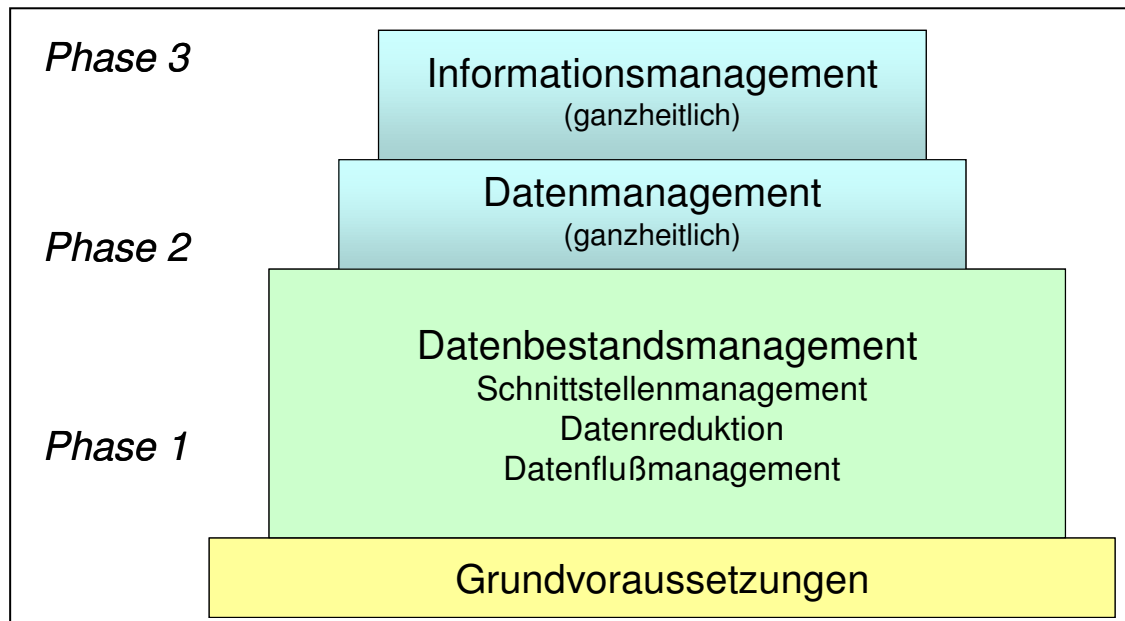 Phase 3
Informationsmanagement
(ganzheitlich)
Datenmanagement
(ganzheitlich)
Phase 2
Datenbestandsmanagement
Schnittstellenmanagement
Datenreduktion
Datenflußmanagement
Phase 1
Grundvoraussetzungen